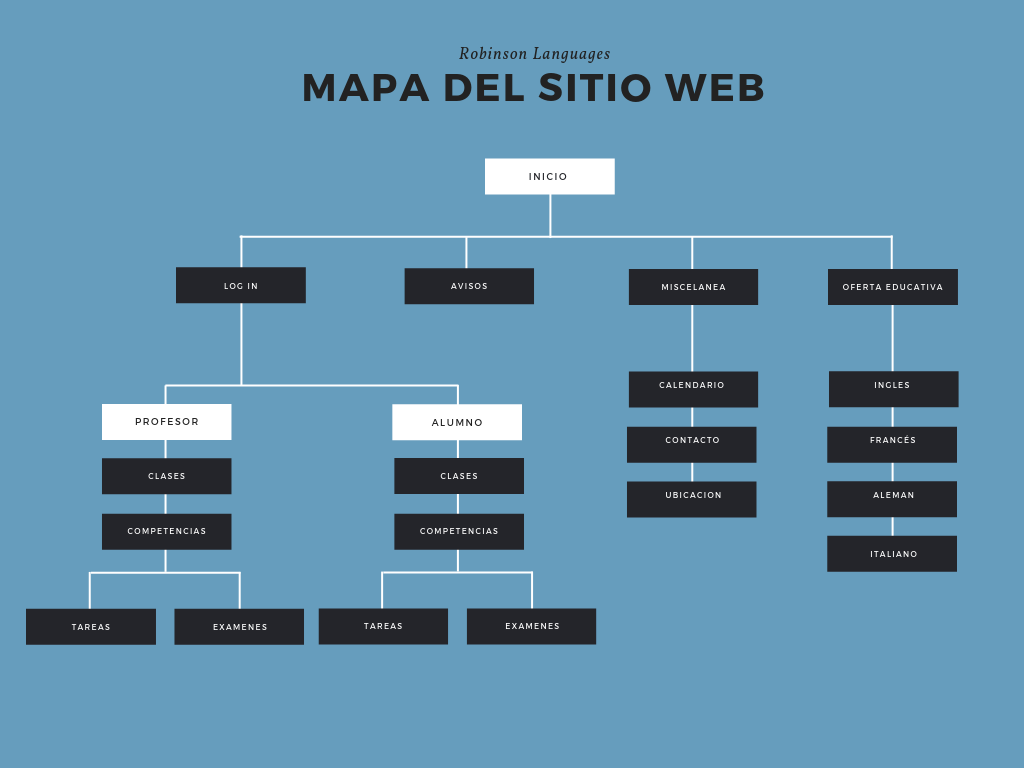 Robinson Languages
MAPA DEL SITIO WEB
INICIO
LOG IN
AVISOS
MISCELANEA
OFERTA EDUCATIVA
PROFESOR
CLASES
COMPETENCIAS
TAREAS
EXAMENES
ALUMNO
CLASES
COMPETENCIAS
TAREAS
EXAMENES
CALENDARIO
CONTACTO
UBICACION
INGLES
FRANCÉS
ALEMAN
ITALIANO